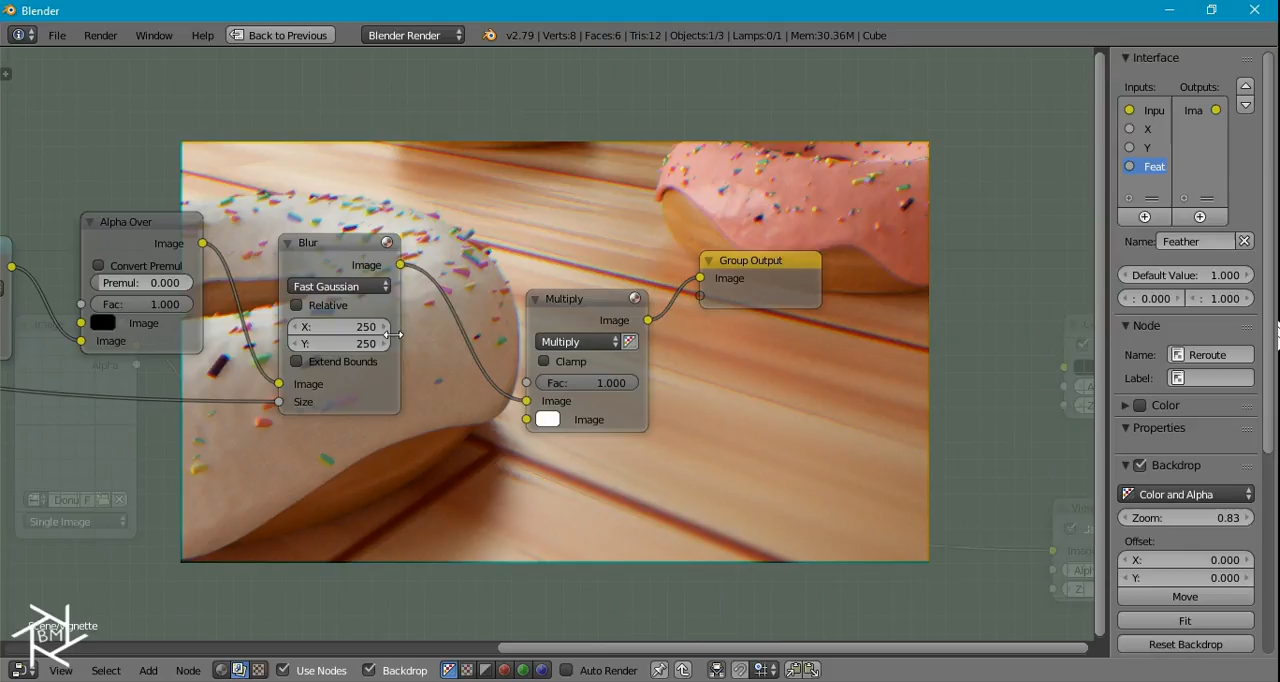 Blender
File Render Window Help Back to Previous Blender Render v2.79 | Verts:8 | Faces:6 | Tris:12 | Objects:1/3 | Lamps:0/1 | Mem:30.36M | Cube
Alpha Over
Image
Convert Premul
Premul: 0.000
Fac: 1.000
Image
Image
Alpha
Single Image
Blur
Image
Fast Gaussian
Relative
X: 250
Y: 250
Extend Bounds
Image
Size
Multiply
Image
Multiply
Clamp
Fac: 1.000
Image
Image
Group Output
Image
Interface
Inputs: Outputs:
Inpu Ima
X
Y
Feat
Name: Feather
Default Value: 1.000
: 0.000 : 1.000
Node
Name: Reroute
Label:
Color
Properties
Backdrop
Color and Alpha
Zoom: 0.83
Offset:
X: 0.000
Y: 0.000
Move
Fit
Reset Backdrop
BM
View Select Add Node Use Nodes Backdrop Auto Render